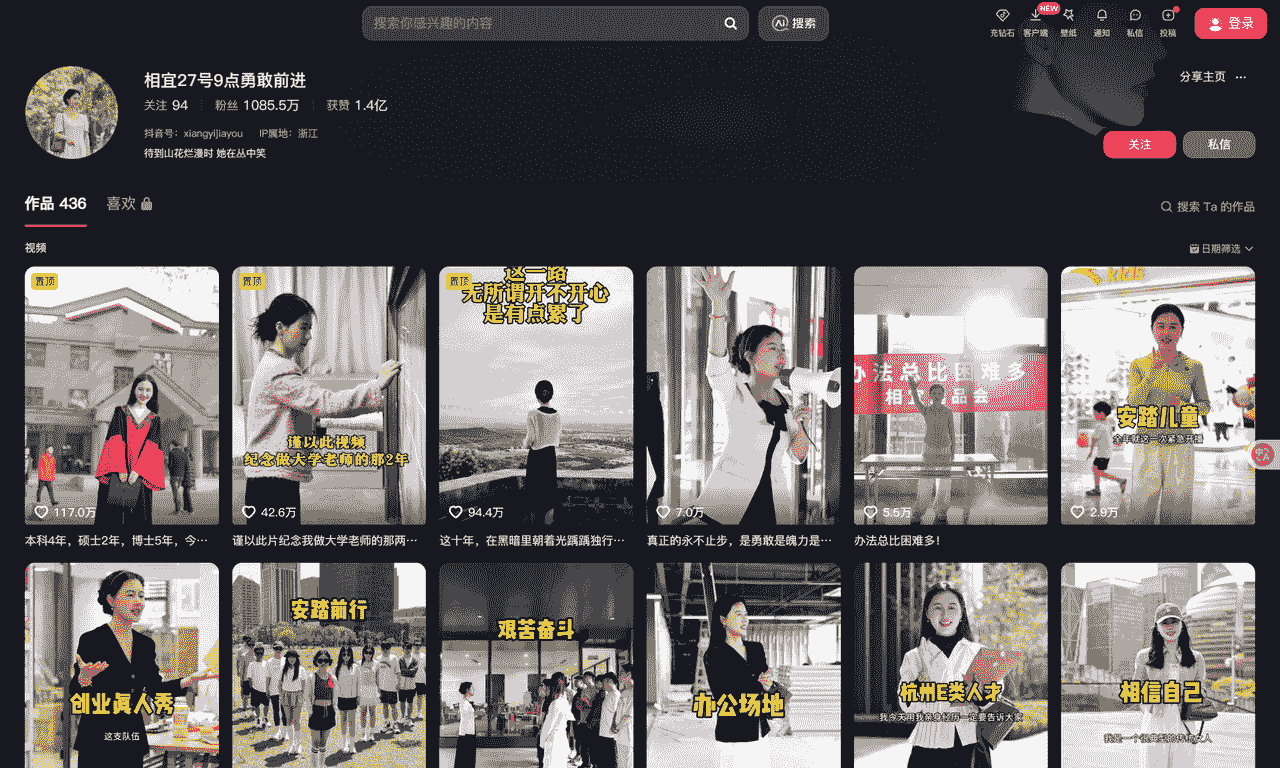 搜索你感兴趣的内容
AI 搜索
充钻石
客户端
NEW
壁纸
通知
私信
投稿
登录
相宜27号9点勇敢前进
关注 94
粉丝 1085.5万
获赞 1.4亿
抖音号：xiangyijiayou IP属地：浙江
待到山花烂漫时 她在丛中笑
分享主页
关注
私信
作品 436
喜欢
搜索 Ta 的作品
视频
日期筛选
置顶
117.0万
本科4年，硕士2年，博士5年，今…
置顶
谨以此视频
纪念做大学老师的那2年
42.6万
谨以此片纪念我做大学老师的那两…
置顶
这一路
无所谓开不开心
是有点累了
94.4万
这十年，在黑暗里朝着光踽踽独行…
7.0万
真正的永不止步，是勇敢是魄力是…
办法总比困难多
5.5万
办法总比困难多！
kids
安踏儿童
2.9万
创业真人秀
这支队伍
安踏前行
艰苦奋斗
办公场地
杭州E类人才
相信自己